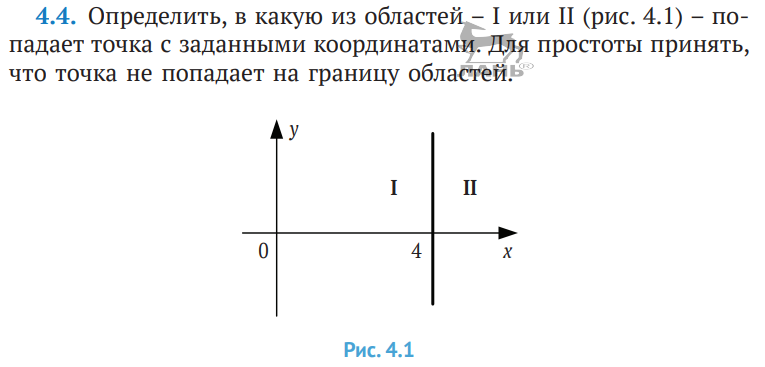 4.4. Определить, в какую из областей – I или II (рис. 4.1) – по-
падает точка с заданными координатами. Для простоты принять,
что точка не попадает на границу областей.
ЛАНЬ®
y
I II
0 4 x
Рис. 4.1